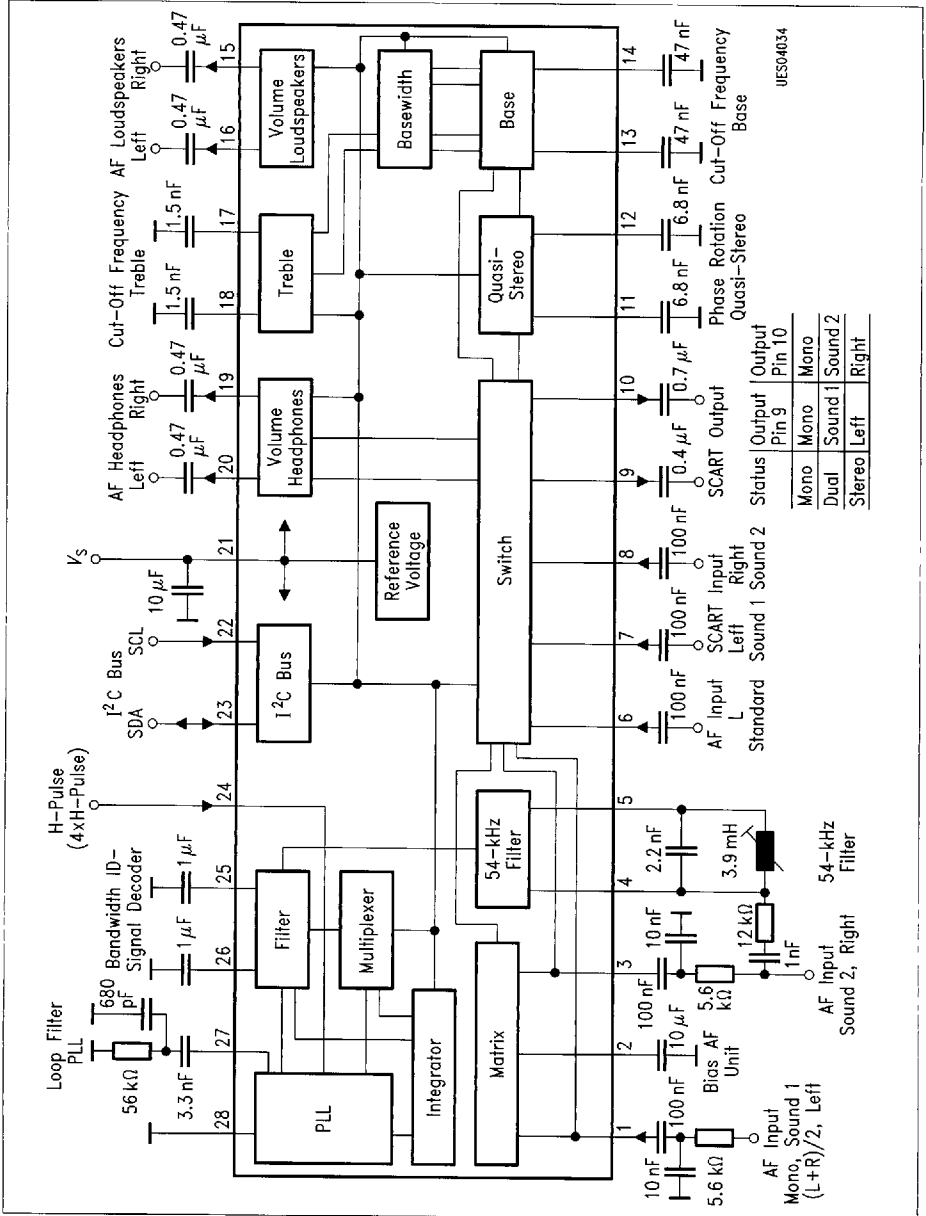 Loop Filter
PLL
Bandwidth ID-
Signal Decoder
H-Pulse
(4xH-Pulse)
I²C Bus
SDA
SCL
VS
AF Headphones
Left
Right
Cut-Off Frequency
Treble
AF Loudspeakers
Left
Right
56 kΩ
680
pF
3.3 nF
1 µF
1 µF
10 µF
0.47
µF
0.47
µF
1.5 nF
1.5 nF
0.47
µF
0.47
µF
28
27
26
25
24
23
22
21
20
19
18
17
16
15
PLL
Filter
Multiplexer
Integrator
I²C Bus
Reference
Voltage
Volume
Headphones
Treble
Volume
Loudspeakers
Basewidth
Matrix
54-kHz
Filter
Switch
Quasi-
Stereo
Base
1
2
3
4
5
6
7
8
9
10
11
12
13
14
10 nF
100 nF
5.6 kΩ
10 µF
100 nF
10 nF
5.6
kΩ
12 kΩ
1 nF
2.2 nF
3.9 mH
100 nF
100 nF
100 nF
0.4 µF
0.7 µF
6.8 nF
6.8 nF
47 nF
47 nF
AF Input
Mono, Sound 1
(L+R)/2, Left
Bias AF
Unit
AF Input
Sound 2, Right
54-kHz
Filter
AF Input
L
Standard
SCART Input
Left Right
Sound 1 Sound 2
SCART Output
Phase Rotation
Quasi-Stereo
Cut-Off Frequency
Base
Status Output Pin 9 Output Pin 10
Mono Mono Mono
Dual Sound 1 Sound 2
Stereo Left Right
UES04034